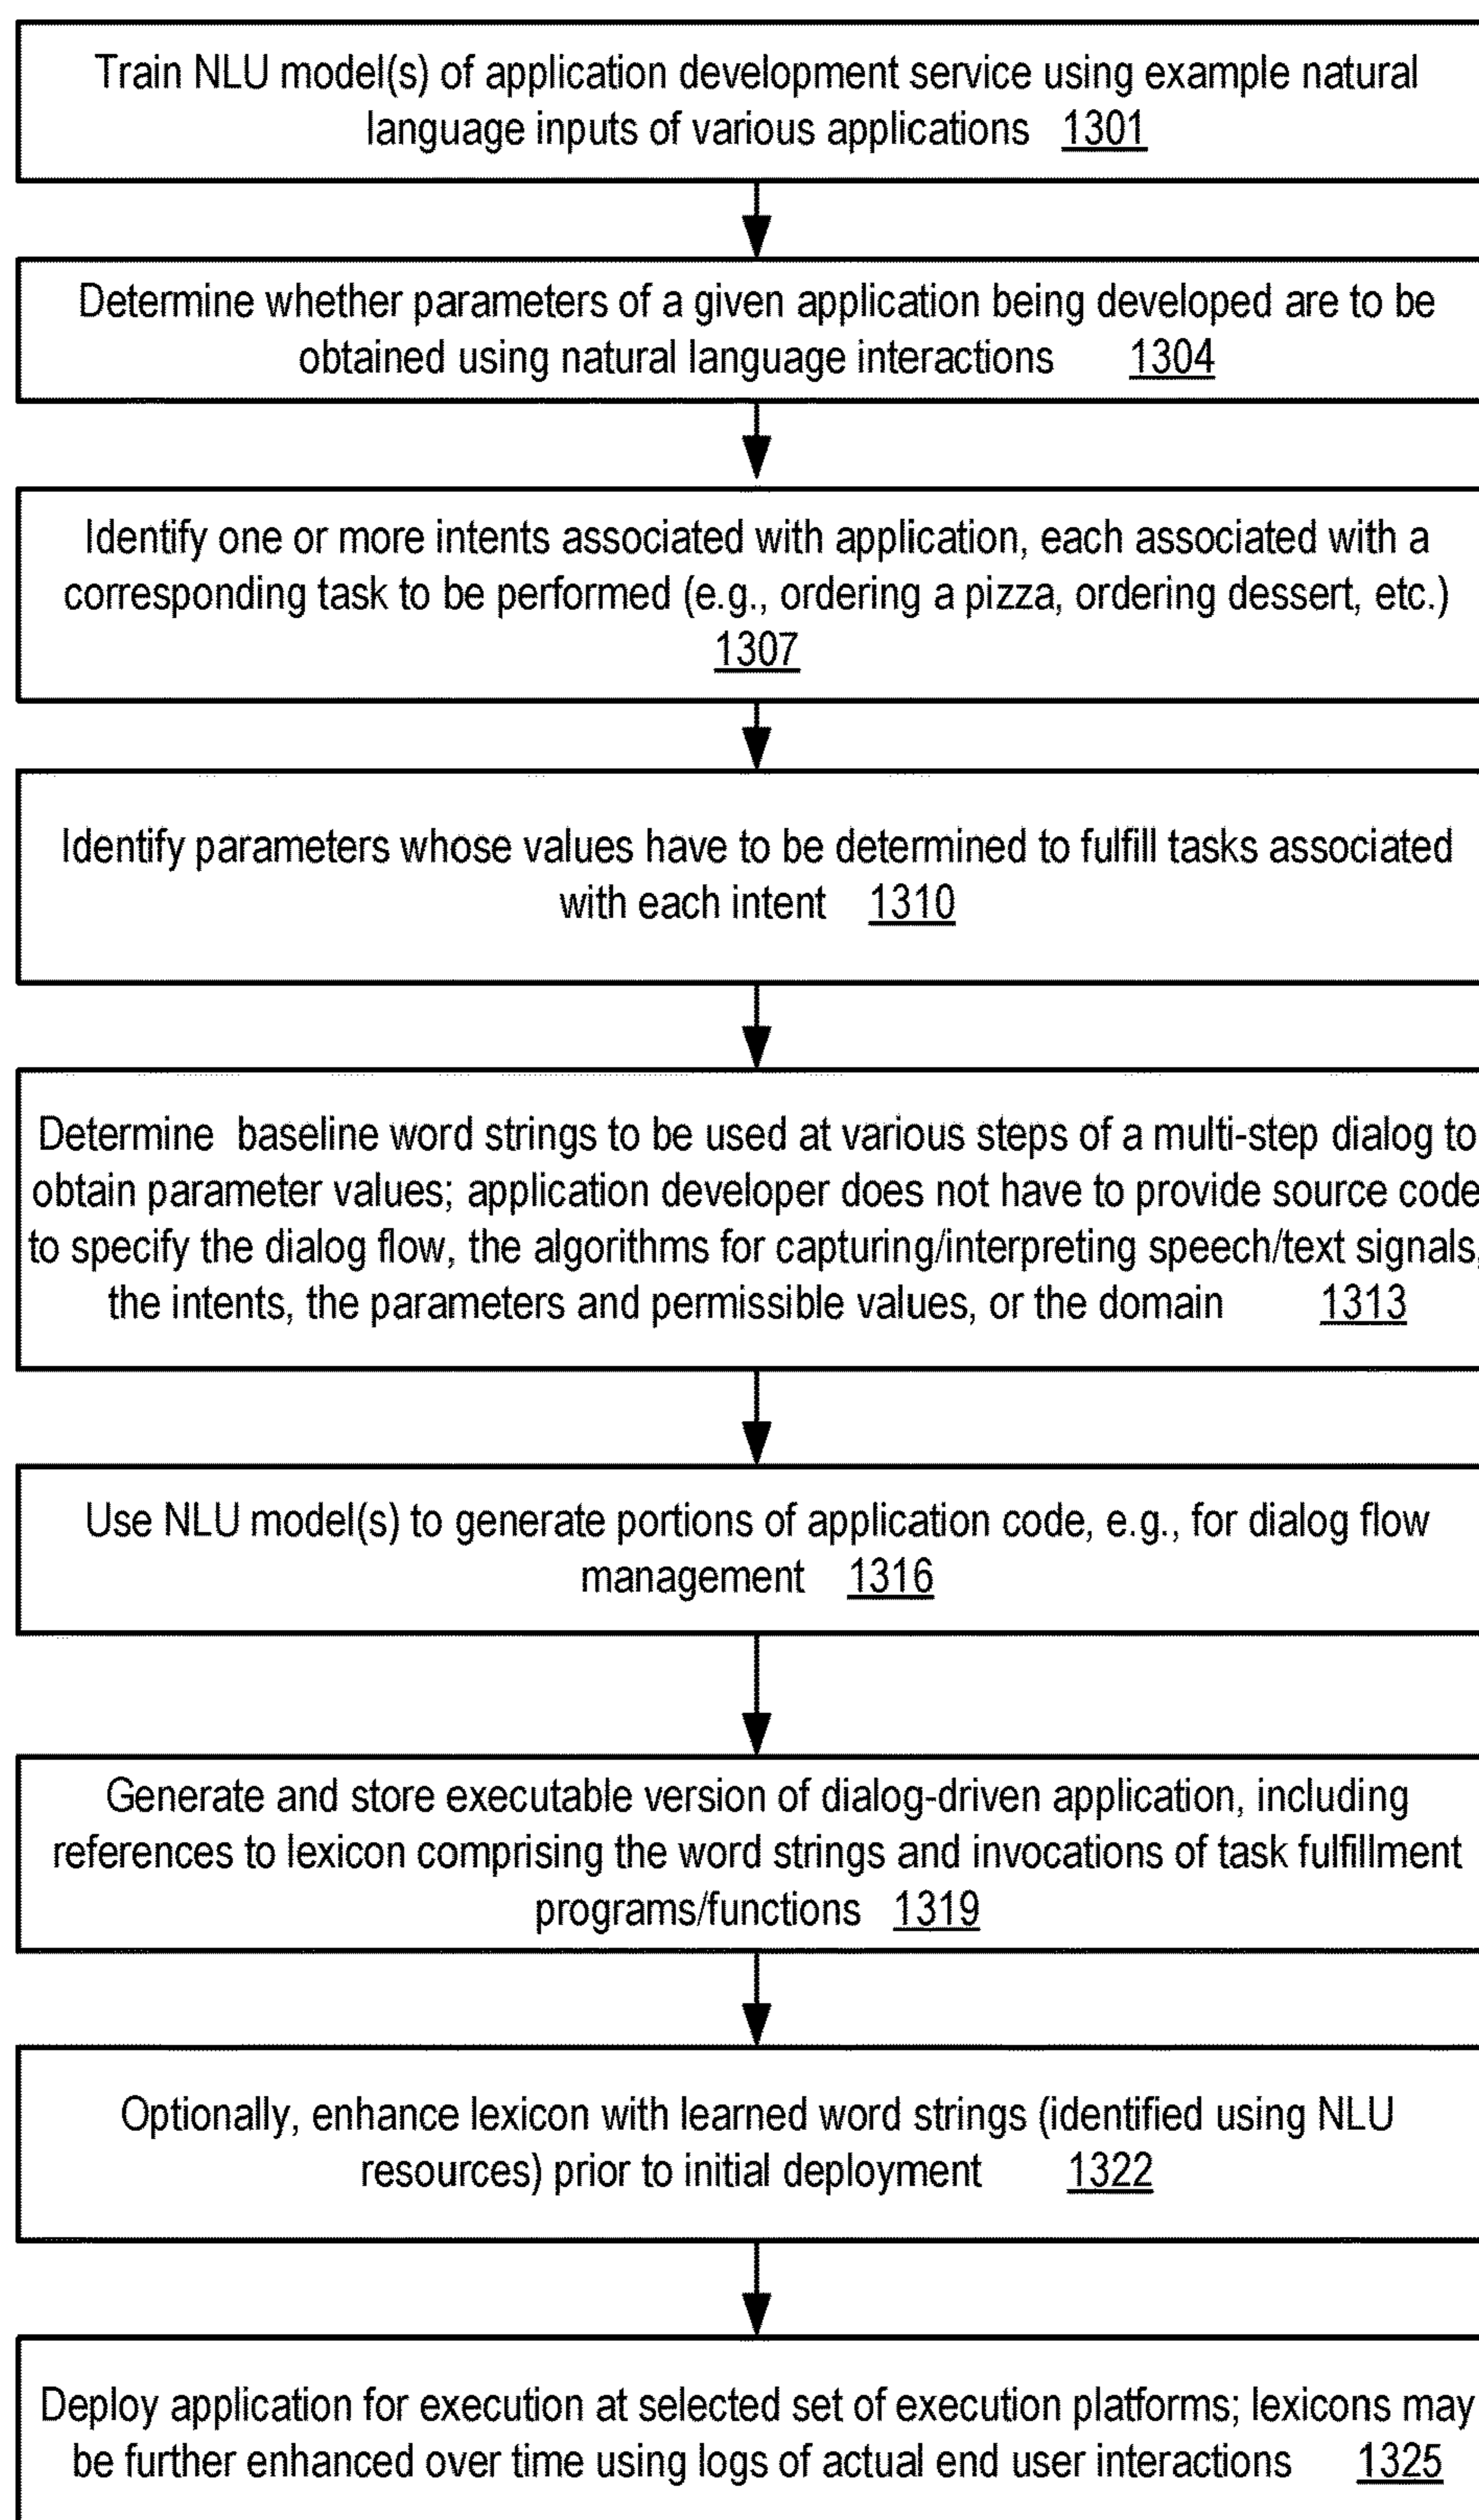 Train NLU model(s) of application development service using example natural
language inputs of various applications 1301
Determine whether parameters of a given application being developed are to be
obtained using natural language interactions 1304
Identify one or more intents associated with application, each associated with a
corresponding task to be performed (e.g., ordering a pizza, ordering dessert, etc.)
1307
Identify parameters whose values have to be determined to fulfill tasks associated
with each intent 1310
Determine baseline word strings to be used at various steps of a multi-step dialog to
obtain parameter values; application developer does not have to provide source code
to specify the dialog flow, the algorithms for capturing/interpreting speech/text signals,
the intents, the parameters and permissible values, or the domain 1313
Use NLU model(s) to generate portions of application code, e.g., for dialog flow
management 1316
Generate and store executable version of dialog-driven application, including
references to lexicon comprising the word strings and invocations of task fulfillment
programs/functions 1319
Optionally, enhance lexicon with learned word strings (identified using NLU
resources) prior to initial deployment 1322
Deploy application for execution at selected set of execution platforms; lexicons may
be further enhanced over time using logs of actual end user interactions 1325